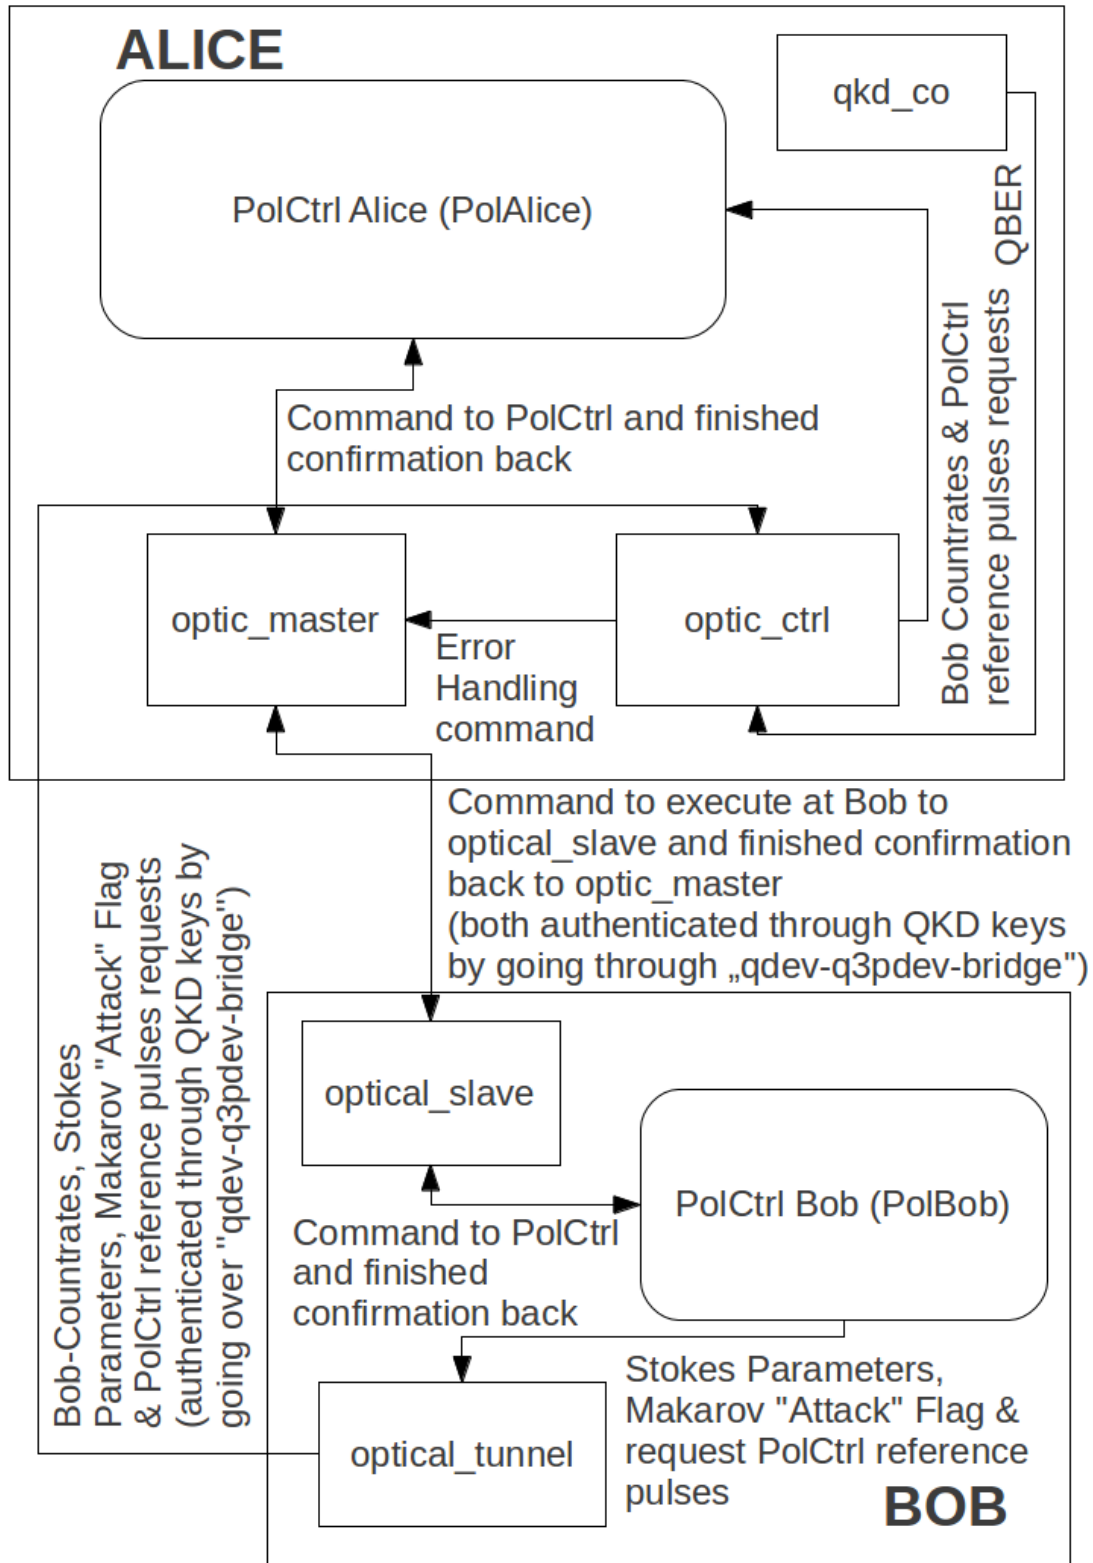 ALICE
qkd_co
PolCtrl Alice (PolAlice)
QBER
Bob Countrates & PolCtrl
reference pulses requests
Command to PolCtrl and finished
confirmation back
optic_master
optic_ctrl
Error
Handling
command
Command to execute at Bob to
optical_slave and finished confirmation
back to optic_master
(both authenticated through QKD keys
by going through „qdev-q3pdev-bridge")
Bob-Countrates, Stokes
Parameters, Makarov "Attack" Flag
& PolCtrl reference pulses requests
(authenticated through QKD keys by
going over "qdev-q3pdev-bridge")
optical_slave
PolCtrl Bob (PolBob)
Command to PolCtrl
and finished
confirmation back
Stokes Parameters,
Makarov "Attack" Flag &
request PolCtrl reference
pulses
optical_tunnel
BOB